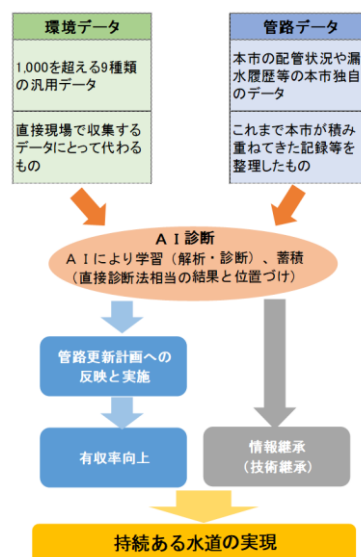 環境データ
1,000を超える9種類
の汎用データ
直接現場で収集する
データにとって代わる
もの
管路データ
本市の配管状況や漏
水履歴等の本市独自
のデータ
これまで本市が積み
重ねてきた記録等を
整理したもの
ＡＩ診断
ＡＩにより学習（解析・診断）、蓄積
（直接診断法相当の結果と位置づけ）
管路更新計画への
反映と実施
有収率向上
情報継承
（技術継承）
持続ある水道の実現